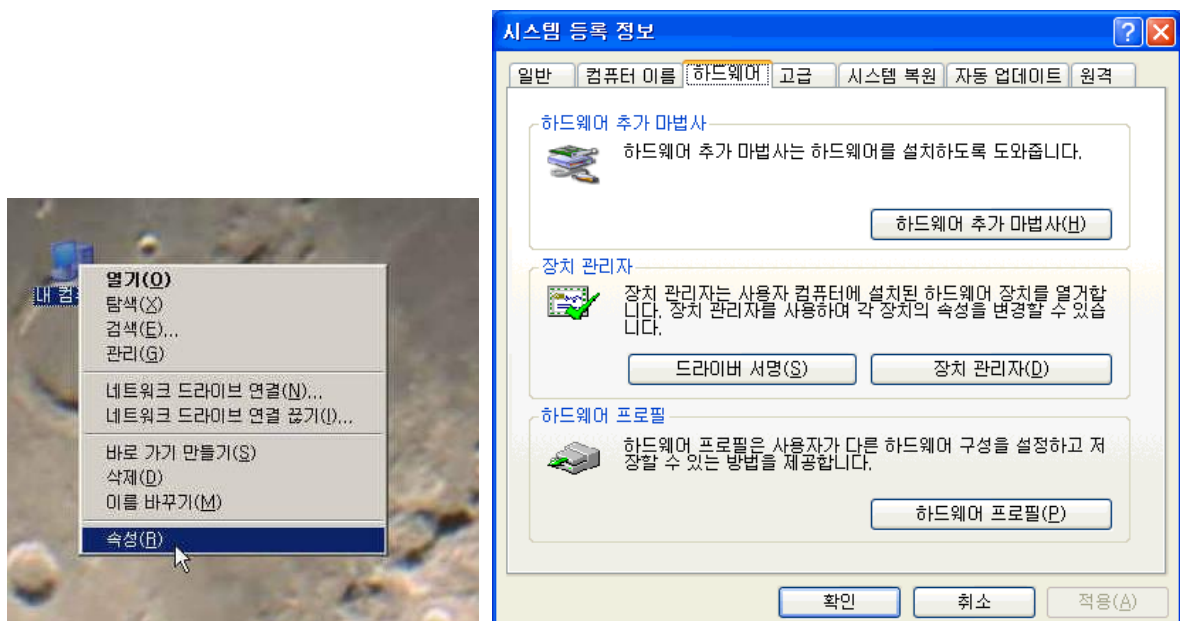 내 컴
열기(O)
탐색(X)
검색(E)...
관리(G)
네트워크 드라이브 연결(N)...
네트워크 드라이브 연결 끊기(I)...
바로 가기 만들기(S)
삭제(D)
이름 바꾸기(M)
속성(R)
시스템 등록 정보
일반 컴퓨터 이름 하드웨어 고급 시스템 복원 자동 업데이트 원격
하드웨어 추가 마법사
하드웨어 추가 마법사는 하드웨어를 설치하도록 도와줍니다.
하드웨어 추가 마법사(H)
장치 관리자
장치 관리자는 사용자 컴퓨터에 설치된 하드웨어 장치를 열거합
니다. 장치 관리자를 사용하여 각 장치의 속성을 변경할 수 있습
니다.
드라이버 서명(S) 장치 관리자(D)
하드웨어 프로필
하드웨어 프로필은 사용자가 다른 하드웨어 구성을 설정하고 저
장할 수 있는 방법을 제공합니다.
하드웨어 프로필(P)
확인 취소 적용(A)